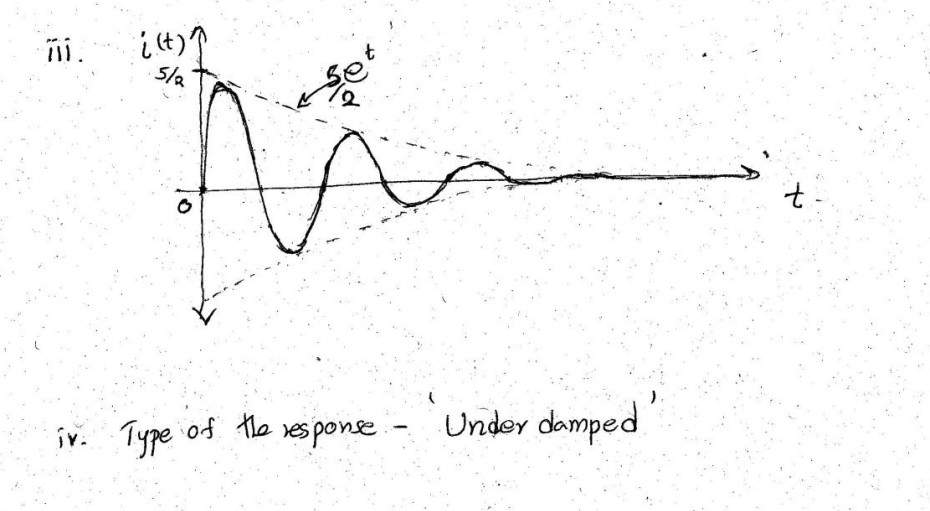 iii. i(t)
5/2
5/2 e^t
0
t
iv. Type of the response - 'Under damped'